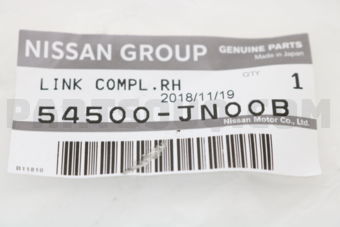 NISSAN GROUP
GENUINE PARTS
Made in Japan
LINK COMPL.RH
QTY
1
2018/11/19
54500-JN00B
Nissan Motor Co., Ltd.
B11810